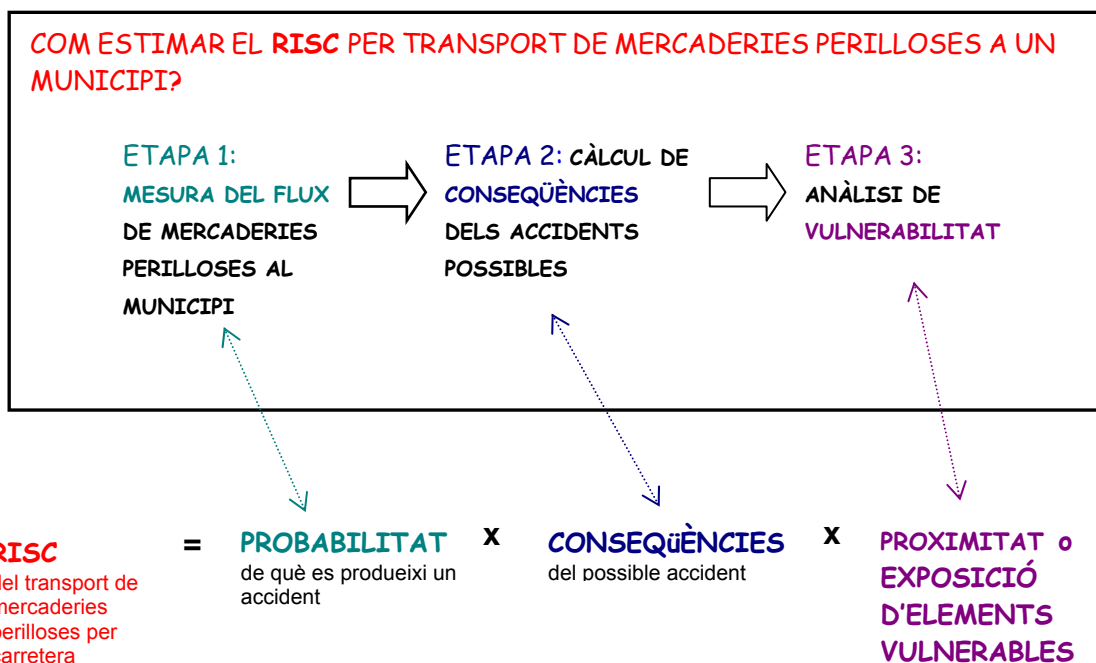 COM ESTIMAR EL RISC PER TRANSPORT DE MERCADERIES PERILLOSES A UN
MUNICIPI?
ETAPA 1:
MESURA DEL FLUX
DE MERCADERIES
PERILLOSES AL
MUNICIPI
ETAPA 2: CÀLCUL DE
CONSEQÜÈNCIES
DELS ACCIDENTS
POSSIBLES
ETAPA 3:
ANÀLISI DE
VULNERABILITAT
RISC
del transport de
mercaderies
perilloses per
carretera
=
PROBABILITAT
de què es produeixi un
accident
X
CONSEQüÈNCIES
del possible accident
X
PROXIMITAT o
EXPOSICIÓ
D'ELEMENTS
VULNERABLES